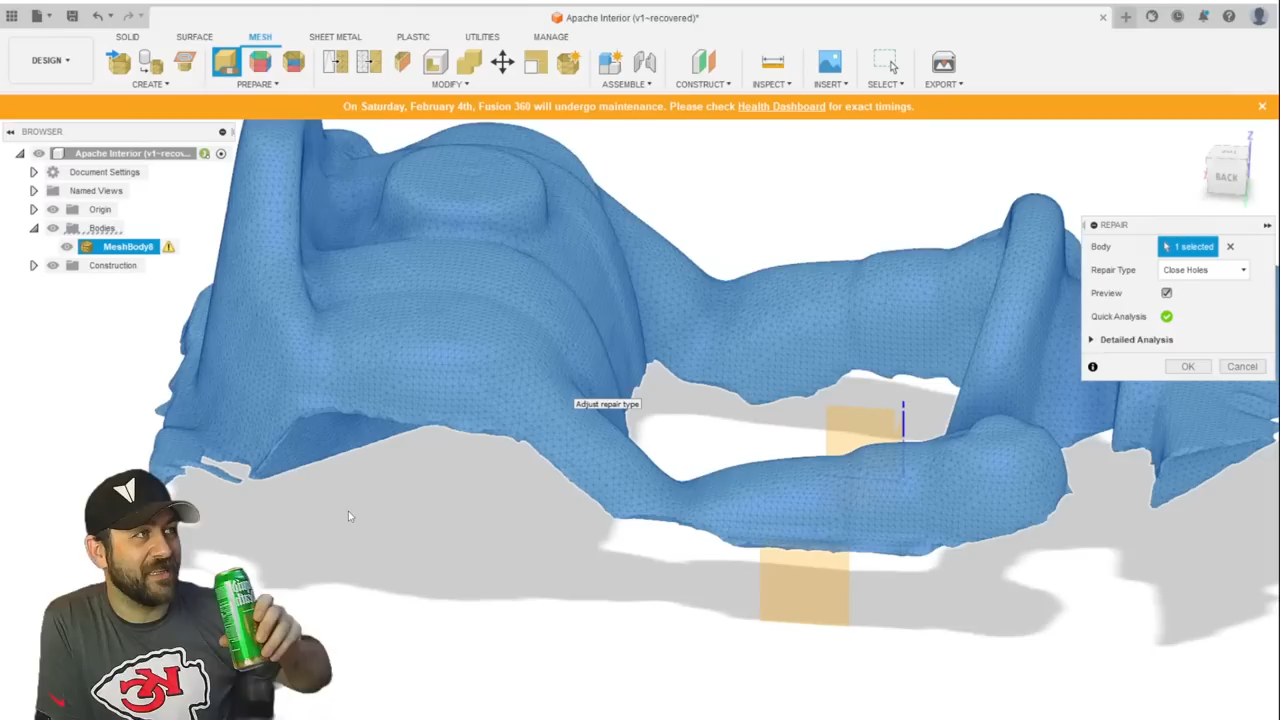 Apache Interior (v1~recovered)*
DESIGN
SOLID
SURFACE
MESH
SHEET METAL
PLASTIC
UTILITIES
MANAGE
CREATE
PREPARE
MODIFY
ASSEMBLE
CONSTRUCT
INSPECT
INSERT
SELECT
EXPORT
On Saturday, February 4th, Fusion 360 will undergo maintenance. Please check Health Dashboard for exact timings.
BROWSER
Apache Interior (v1~recov...
Document Settings
Named Views
Origin
Bodies
MeshBody6
Construction
Z
BACK
REPAIR
Body
1 selected
Repair Type
Close Holes
Preview
Quick Analysis
Detailed Analysis
OK
Cancel
Adjust repair type
KC